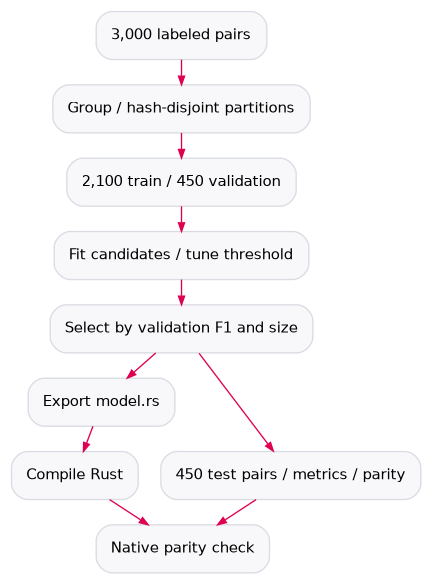 3,000 labeled pairs
Group / hash-disjoint partitions
2,100 train / 450 validation
Fit candidates / tune threshold
Select by validation F1 and size
Export model.rs
Compile Rust
450 test pairs / metrics / parity
Native parity check